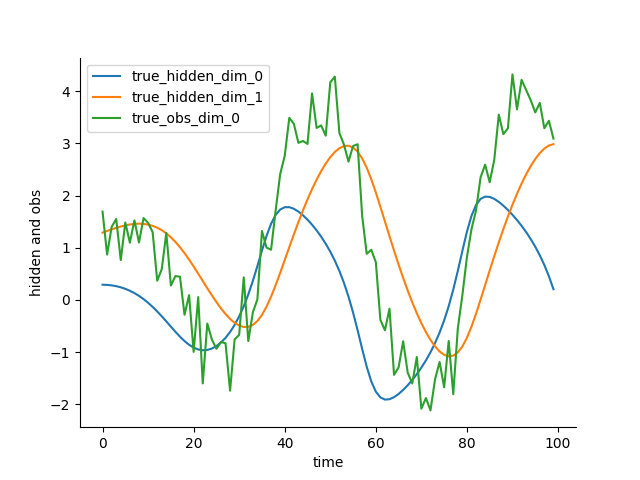 true_hidden_dim_0
true_hidden_dim_1
true_obs_dim_0
hidden and obs
4
3
2
1
0
−1
−2
0 20 40 60 80 100
time